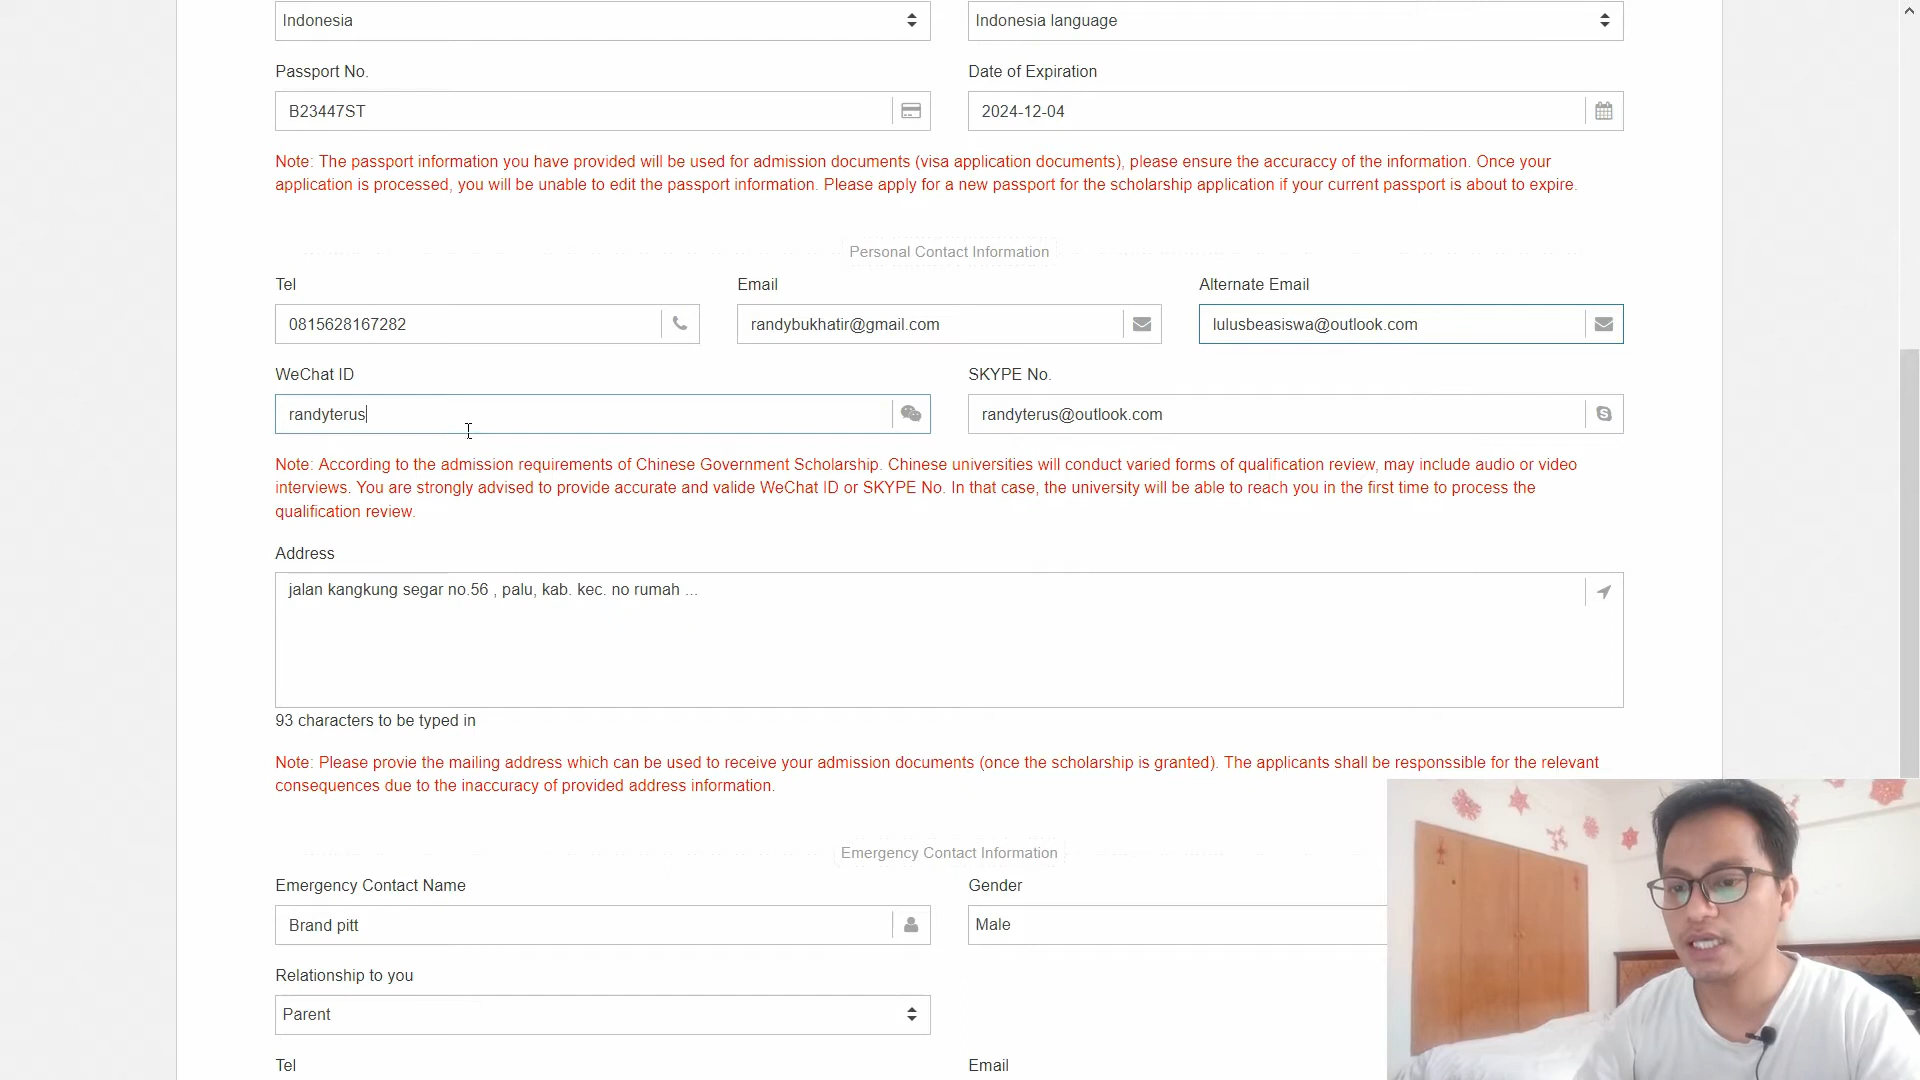 Indonesia
Indonesia language
Passport No.
Date of Expiration
B23447ST
2024-12-04
Note: The passport information you have provided will be used for admission documents (visa application documents), please ensure the accuraccy of the information. Once your
application is processed, you will be unable to edit the passport information. Please apply for a new passport for the scholarship application if your current passport is about to expire.
Personal Contact Information
Tel
Email
Alternate Email
0815628167282
randybukhatir@gmail.com
lulusbeasiswa@outlook.com
WeChat ID
SKYPE No.
randyterus
randyterus@outlook.com
Note: According to the admission requirements of Chinese Government Scholarship. Chinese universities will conduct varied forms of qualification review, may include audio or video
interviews. You are strongly advised to provide accurate and valide WeChat ID or SKYPE No. In that case, the university will be able to reach you in the first time to process the
qualification review.
Address
jalan kangkung segar no.56 , palu, kab. kec. no rumah ...
93 characters to be typed in
Note: Please provie the mailing address which can be used to receive your admission documents (once the scholarship is granted). The applicants shall be responssible for the relevant
consequences due to the inaccuracy of provided address information.
Emergency Contact Information
Emergency Contact Name
Gender
Brand pitt
Male
Relationship to you
Parent
Tel
Email